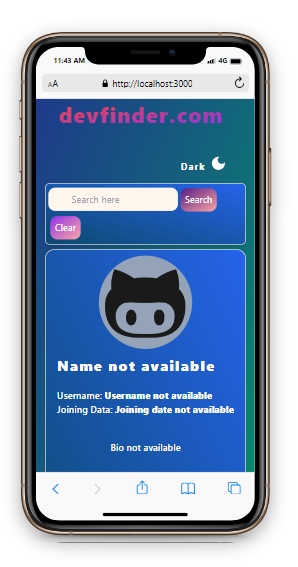 11:43 AM
4G
AA
http://localhost:3000
devfinder.com
Dark
Search here
Search
Clear
Name not available
Username: Username not available
Joining Data: Joining date not available
Bio not available